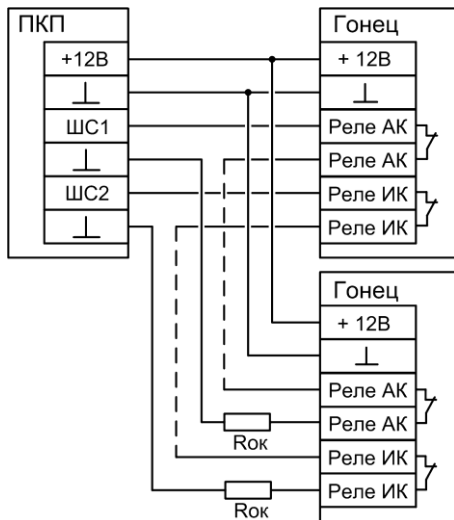 ПКП
+12В
ШС1
ШС2
Гонец
+ 12В
Реле АК
Реле АК
Реле ИК
Реле ИК
Гонец
+ 12В
Реле АК
Реле АК
Реле ИК
Реле ИК
Rок
Rок